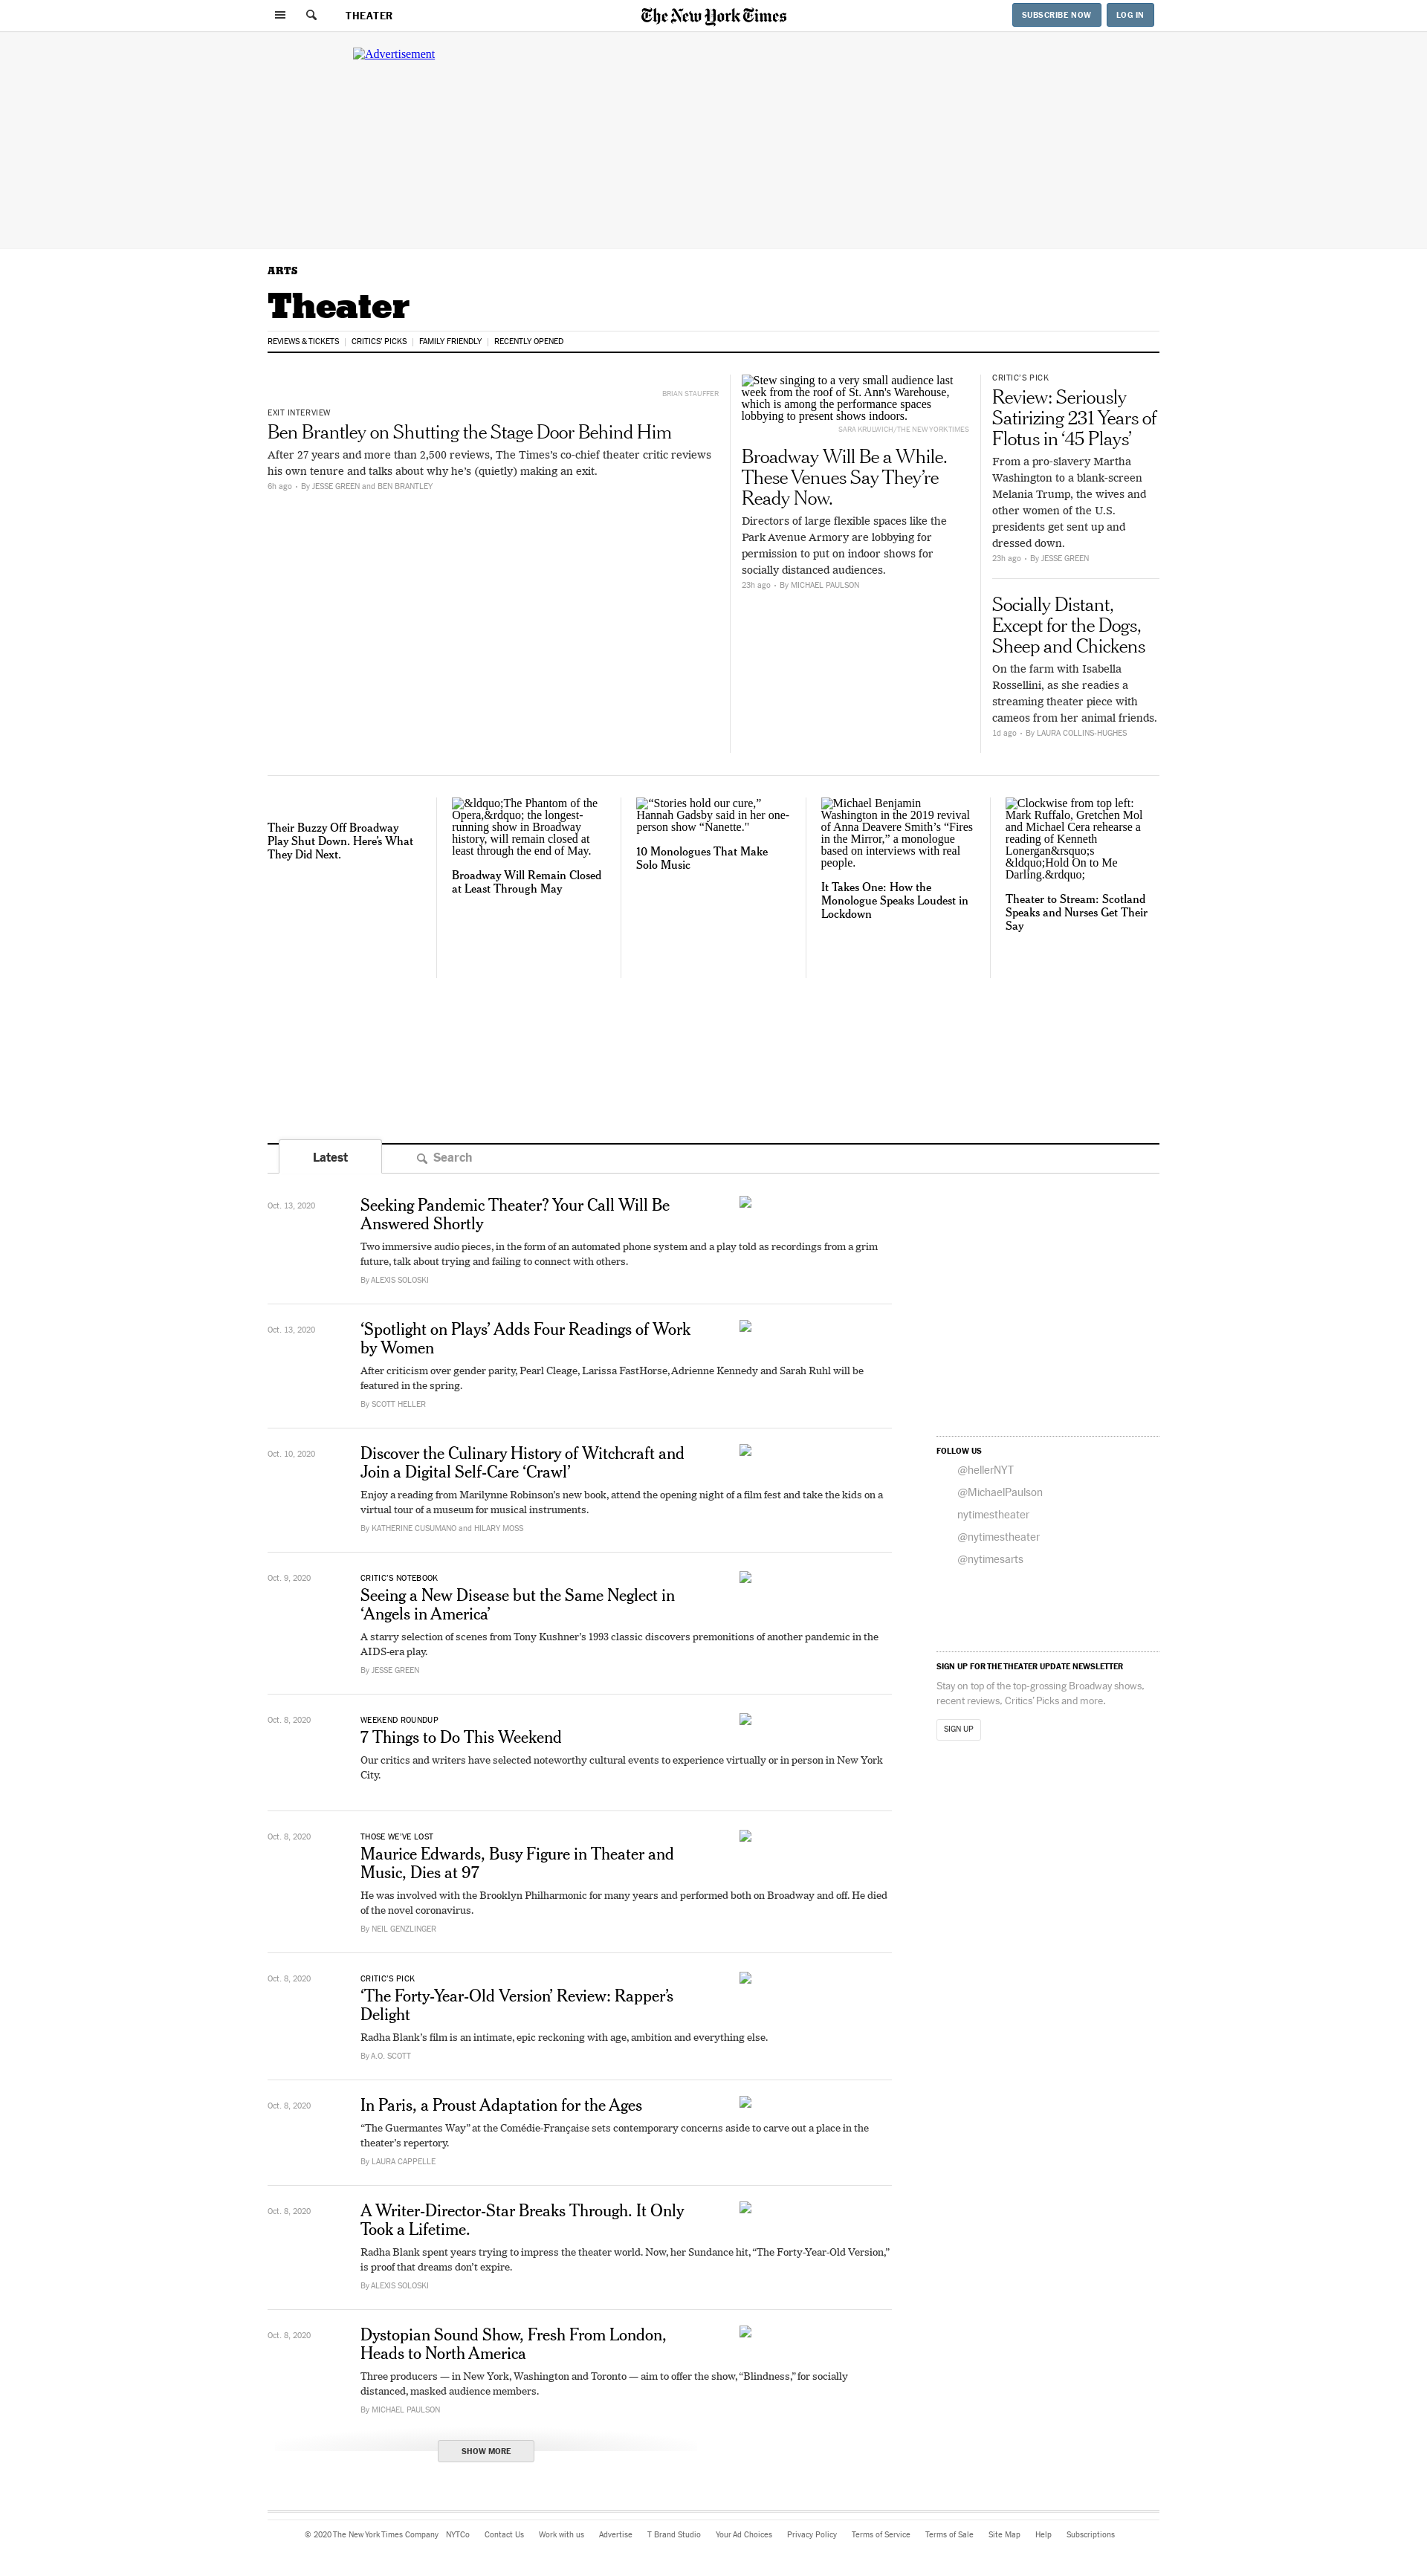 THEATER
The New York Times
SUBSCRIBE NOW
LOG IN
Advertisement
ARTS
Theater
REVIEWS & TICKETS
CRITICS' PICKS
FAMILY FRIENDLY
RECENTLY OPENED
BRIAN STAUFFER
EXIT INTERVIEW
Ben Brantley on Shutting the Stage Door Behind Him
After 27 years and more than 2,500 reviews, The Times's co-chief theater critic reviews
his own tenure and talks about why he's (quietly) making an exit.
6h ago • By JESSE GREEN and BEN BRANTLEY
Stew singing to a very small audience last
week from the roof of St. Ann's Warehouse,
which is among the performance spaces
lobbying to present shows indoors.
SARA KRULWICH/THE NEW YORK TIMES
Broadway Will Be a While.
These Venues Say They're
Ready Now.
Directors of large flexible spaces like the
Park Avenue Armory are lobbying for
permission to put on indoor shows for
socially distanced audiences.
23h ago • By MICHAEL PAULSON
CRITIC'S PICK
Review: Seriously
Satirizing 231 Years of
Flotus in ‘45 Plays’
From a pro-slavery Martha
Washington to a blank-screen
Melania Trump, the wives and
other women of the U.S.
presidents get sent up and
dressed down.
23h ago • By JESSE GREEN
Socially Distant,
Except for the Dogs,
Sheep and Chickens
On the farm with Isabella
Rossellini, as she readies a
streaming theater piece with
cameos from her animal friends.
1d ago • By LAURA COLLINS-HUGHES
Their Buzzy Off Broadway
Play Shut Down. Here's What
They Did Next.
&ldquo;The Phantom of the
Opera,&rdquo; the longest-
running show in Broadway
history, will remain closed at
least through the end of May.
Broadway Will Remain Closed
at Least Through May
“Stories hold our cure,”
Hannah Gadsby said in her one-
person show “Nanette."
10 Monologues That Make
Solo Music
Michael Benjamin
Washington in the 2019 revival
of Anna Deavere Smith’s “Fires
in the Mirror,” a monologue
based on interviews with real
people.
It Takes One: How the
Monologue Speaks Loudest in
Lockdown
Clockwise from top left:
Mark Ruffalo, Gretchen Mol
and Michael Cera rehearse a
reading of Kenneth
Lonergan&rsquo;s
&ldquo;Hold On to Me
Darling.&rdquo;
Theater to Stream: Scotland
Speaks and Nurses Get Their
Say
Latest
Search
Oct. 13, 2020
Seeking Pandemic Theater? Your Call Will Be
Answered Shortly
Two immersive audio pieces, in the form of an automated phone system and a play told as recordings from a grim
future, talk about trying and failing to connect with others.
By ALEXIS SOLOSKI
Oct. 13, 2020
‘Spotlight on Plays’ Adds Four Readings of Work
by Women
After criticism over gender parity, Pearl Cleage, Larissa FastHorse, Adrienne Kennedy and Sarah Ruhl will be
featured in the spring.
By SCOTT HELLER
Oct. 10, 2020
Discover the Culinary History of Witchcraft and
Join a Digital Self-Care ‘Crawl’
Enjoy a reading from Marilynne Robinson's new book, attend the opening night of a film fest and take the kids on a
virtual tour of a museum for musical instruments.
By KATHERINE CUSUMANO and HILARY MOSS
Oct. 9, 2020
CRITIC'S NOTEBOOK
Seeing a New Disease but the Same Neglect in
‘Angels in America’
A starry selection of scenes from Tony Kushner's 1993 classic discovers premonitions of another pandemic in the
AIDS-era play.
By JESSE GREEN
Oct. 8, 2020
WEEKEND ROUNDUP
7 Things to Do This Weekend
Our critics and writers have selected noteworthy cultural events to experience virtually or in person in New York
City.
Oct. 8, 2020
THOSE WE'VE LOST
Maurice Edwards, Busy Figure in Theater and
Music, Dies at 97
He was involved with the Brooklyn Philharmonic for many years and performed both on Broadway and off. He died
of the novel coronavirus.
By NEIL GENZLINGER
Oct. 8, 2020
CRITIC'S PICK
‘The Forty-Year-Old Version’ Review: Rapper's
Delight
Radha Blank's film is an intimate, epic reckoning with age, ambition and everything else.
By A.O. SCOTT
Oct. 8, 2020
In Paris, a Proust Adaptation for the Ages
“The Guermantes Way” at the Comédie-Française sets contemporary concerns aside to carve out a place in the
theater's repertory.
By LAURA CAPPELLE
Oct. 8, 2020
A Writer-Director-Star Breaks Through. It Only
Took a Lifetime.
Radha Blank spent years trying to impress the theater world. Now, her Sundance hit, “The Forty-Year-Old Version,”
is proof that dreams don't expire.
By ALEXIS SOLOSKI
Oct. 8, 2020
Dystopian Sound Show, Fresh From London,
Heads to North America
Three producers — in New York, Washington and Toronto — aim to offer the show, “Blindness,” for socially
distanced, masked audience members.
By MICHAEL PAULSON
SHOW MORE
FOLLOW US
@hellerNYT
@MichaelPaulson
nytimestheater
@nytimestheater
@nytimesarts
SIGN UP FOR THE THEATER UPDATE NEWSLETTER
Stay on top of the top-grossing Broadway shows,
recent reviews, Critics' Picks and more.
SIGN UP
© 2020 The New York Times Company NYTCo Contact Us Work with us Advertise T Brand Studio Your Ad Choices Privacy Policy Terms of Service Terms of Sale Site Map Help Subscriptions